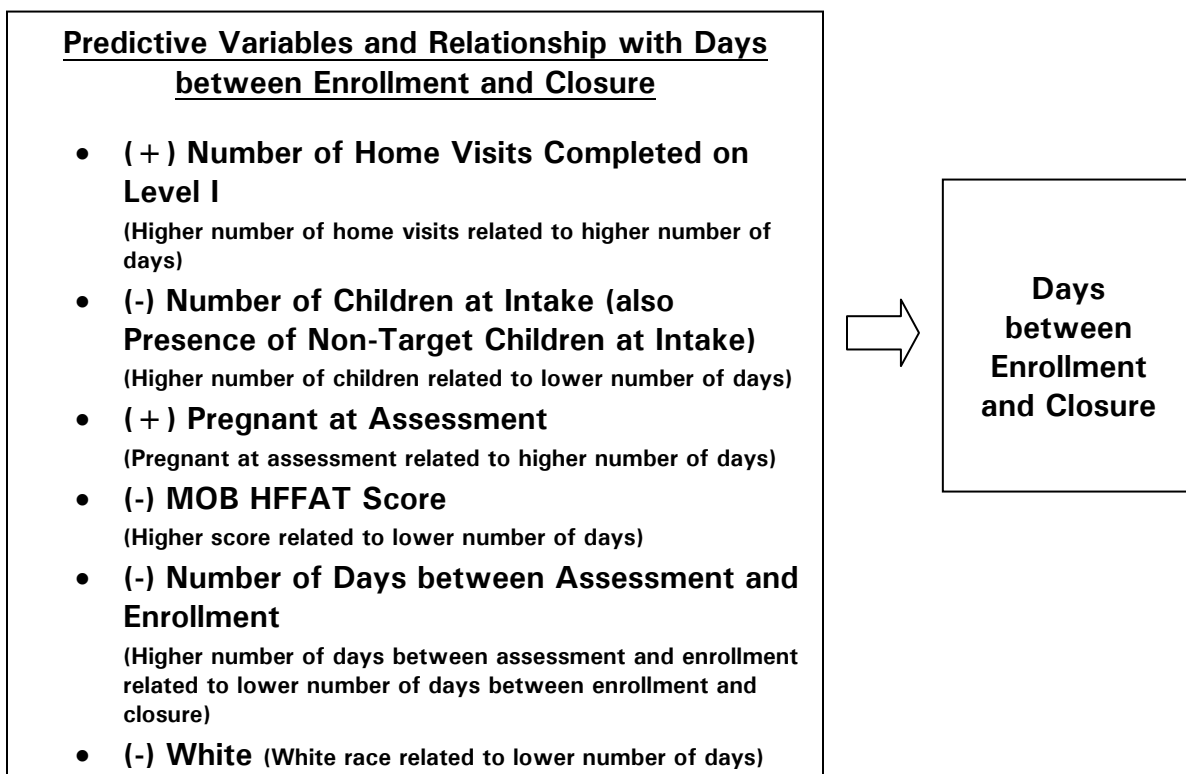 Predictive Variables and Relationship with Days
between Enrollment and Closure
• (+) Number of Home Visits Completed on
Level I
(Higher number of home visits related to higher number of
days)
• (-) Number of Children at Intake (also
Presence of Non-Target Children at Intake)
(Higher number of children related to lower number of days)
• (+) Pregnant at Assessment
(Pregnant at assessment related to higher number of days)
• (-) MOB HFFAT Score
(Higher score related to lower number of days)
• (-) Number of Days between Assessment and
Enrollment
(Higher number of days between assessment and enrollment
related to lower number of days between enrollment and
closure)
• (-) White (White race related to lower number of days)
Days
between
Enrollment
and Closure